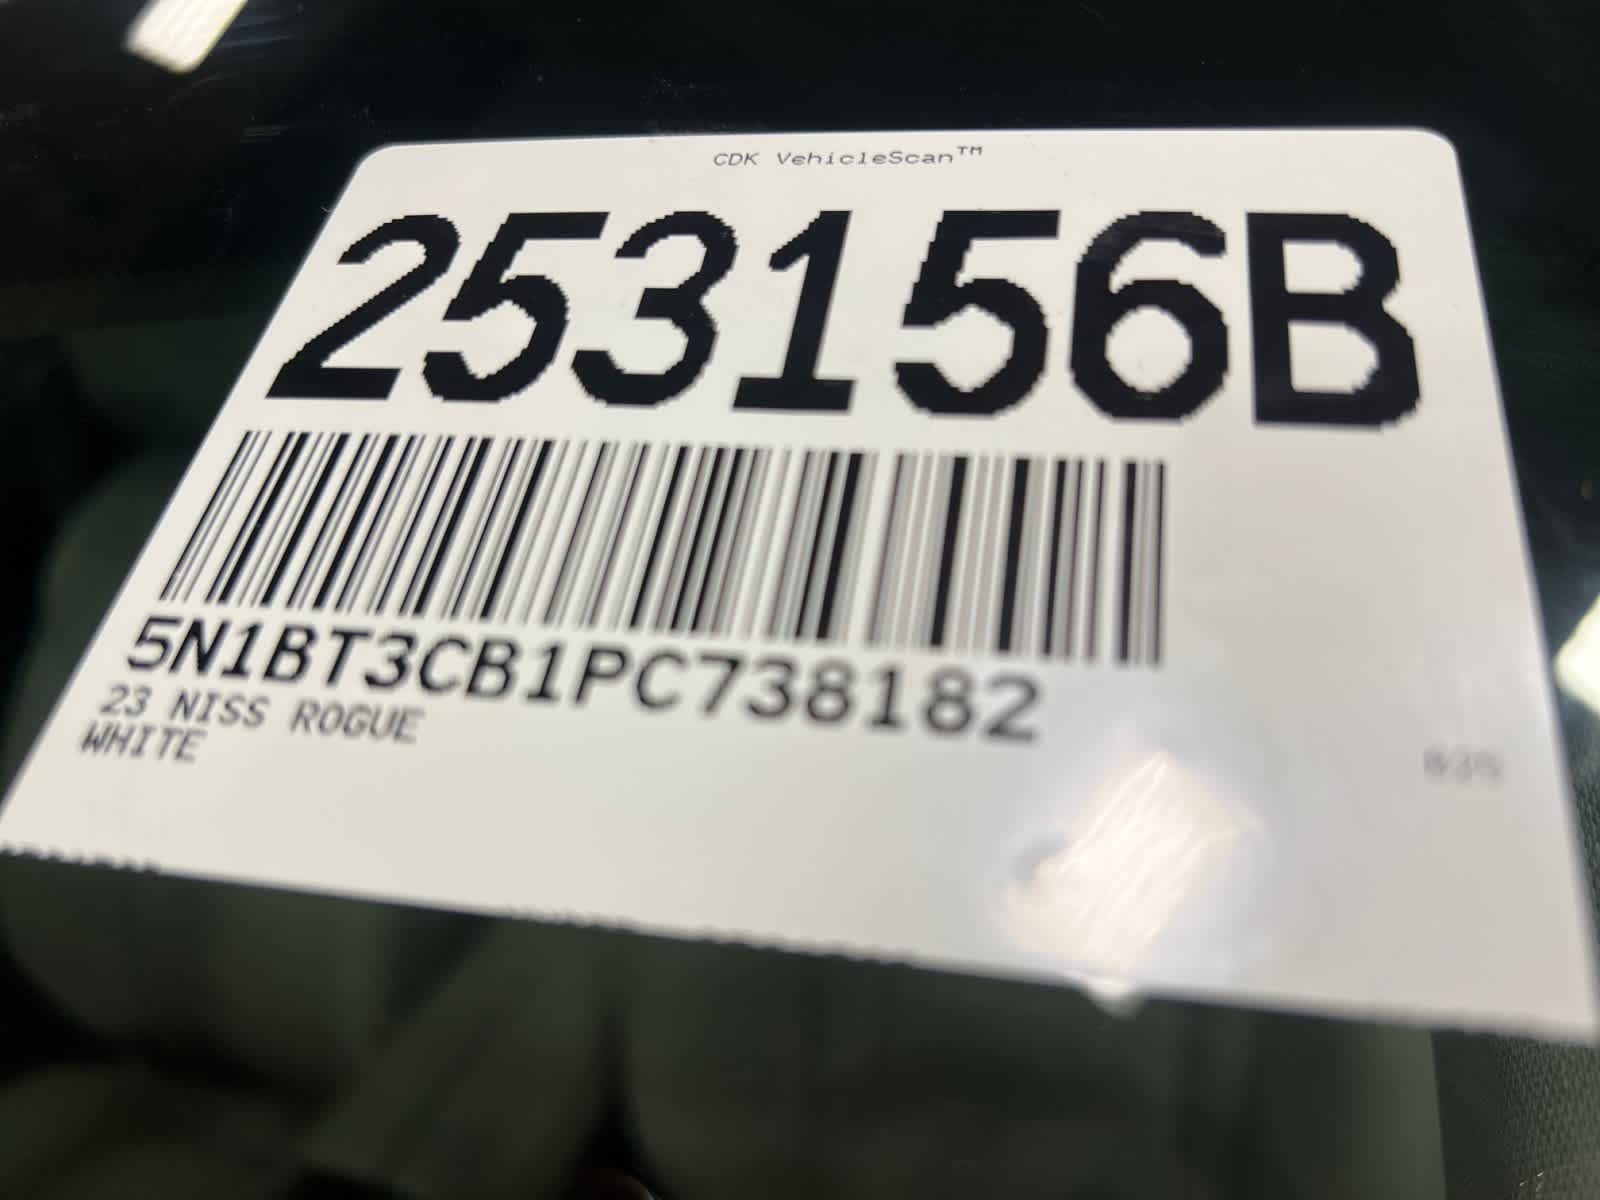 CDK VehicleScan™
253156B
5N1BT3CB1PC738182
23 NISS ROGUE
WHITE